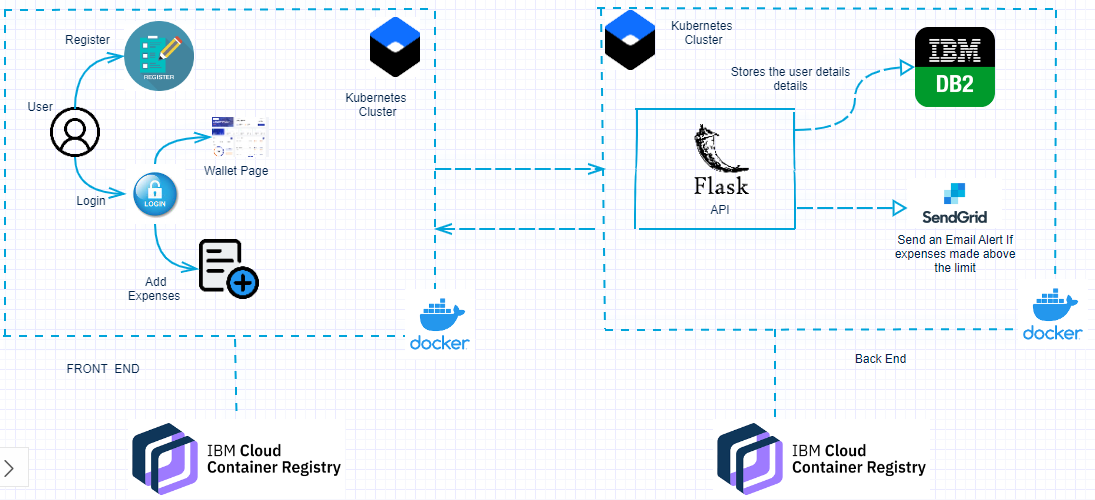 Register
REGISTER
User
Login
LOGIN
Wallet Page
Add
Expenses
Kubernetes
Cluster
docker
FRONT END
IBM Cloud
Container Registry
Kubernetes
Cluster
Stores the user details
details
IBM
DB2
Flask
API
SendGrid
Send an Email Alert If
expenses made above
the limit
docker
Back End
IBM Cloud
Container Registry